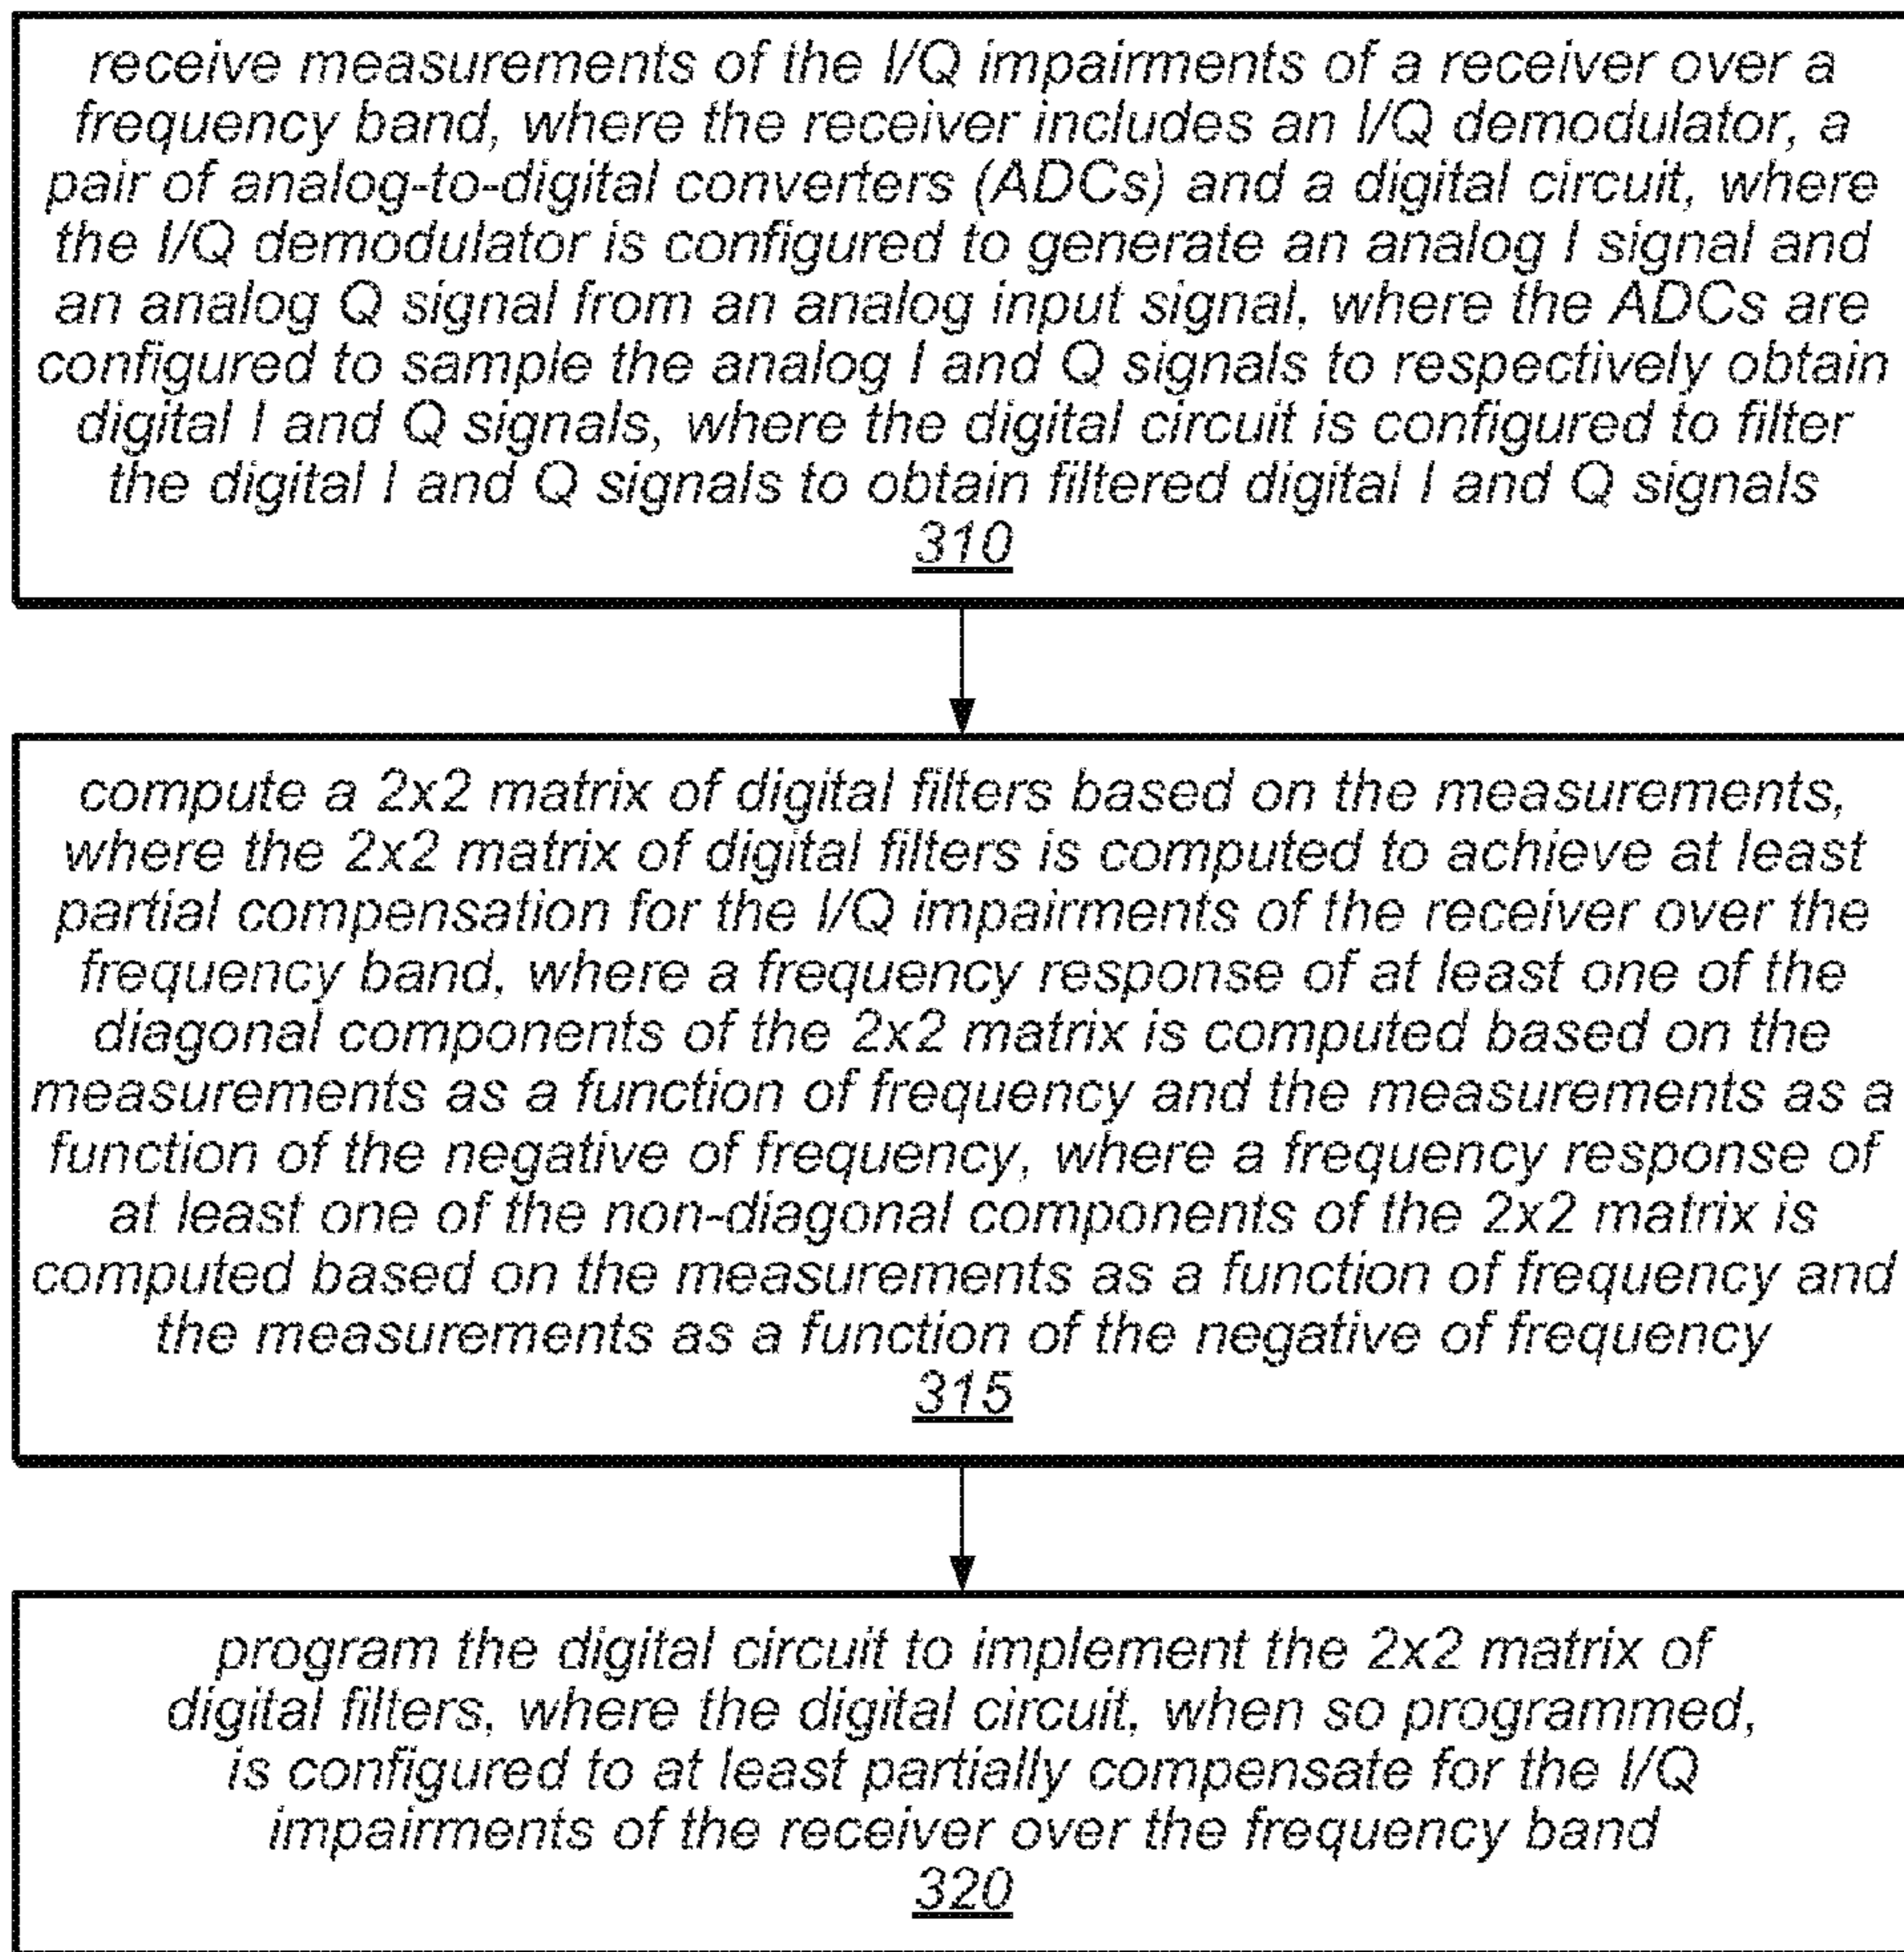 receive measurements of the I/Q impairments of a receiver over a
frequency band, where the receiver includes an I/Q demodulator, a
pair of analog-to-digital converters (ADCs) and a digital circuit, where
the I/Q demodulator is configured to generate an analog I signal and
an analog Q signal from an analog input signal, where the ADCs are
configured to sample the analog I and Q signals to respectively obtain
digital I and Q signals, where the digital circuit is configured to filter
the digital I and Q signals to obtain filtered digital I and Q signals
310
compute a 2x2 matrix of digital filters based on the measurements,
where the 2x2 matrix of digital filters is computed to achieve at least
partial compensation for the I/Q impairments of the receiver over the
frequency band, where a frequency response of at least one of the
diagonal components of the 2x2 matrix is computed based on the
measurements as a function of frequency and the measurements as a
function of the negative of frequency, where a frequency response of
at least one of the non-diagonal components of the 2x2 matrix is
computed based on the measurements as a function of frequency and
the measurements as a function of the negative of frequency
315
program the digital circuit to implement the 2x2 matrix of
digital filters, where the digital circuit, when so programmed,
is configured to at least partially compensate for the I/Q
impairments of the receiver over the frequency band
320